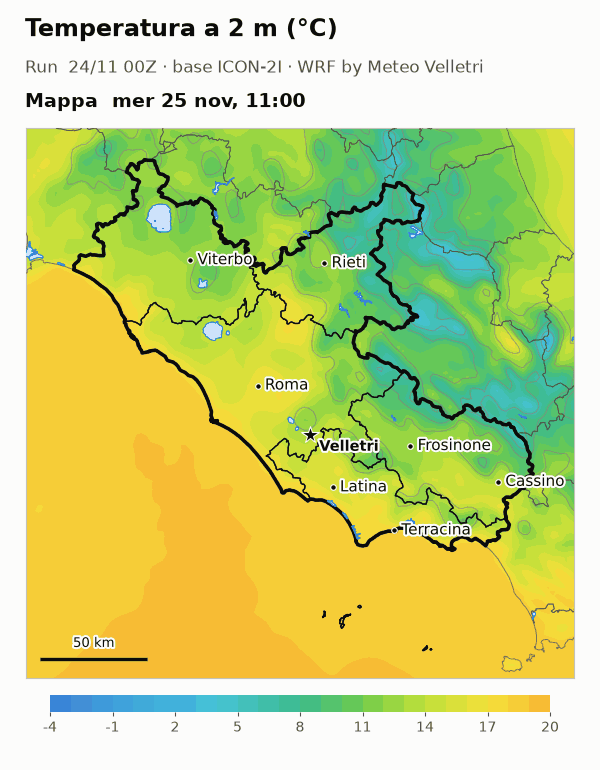 Temperatura a 2 m (°C)
Run  24/11 00Z · base ICON-2I · WRF by Meteo Velletri
Mappa  mer 25 nov, 11:00
Viterbo
Rieti
Roma
Velletri
Frosinone
Latina
Cassino
Terracina
50 km
-4 -1 2 5 8 11 14 17 20